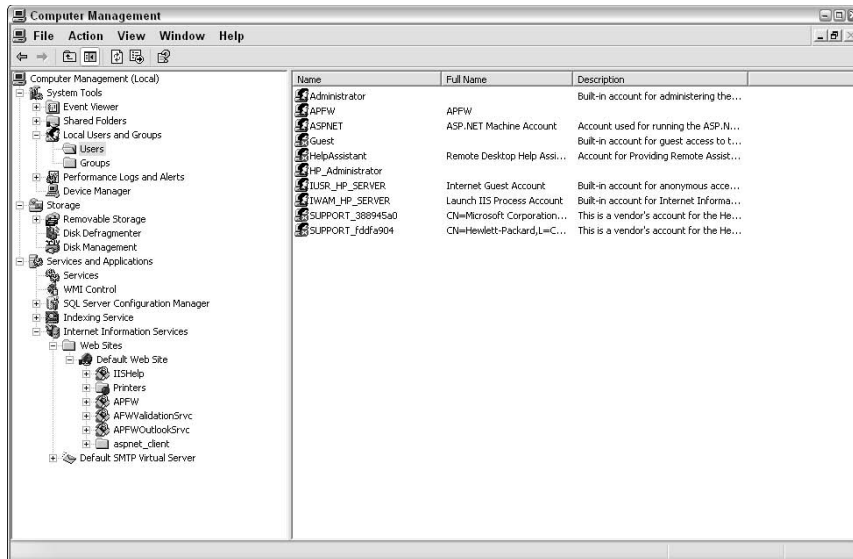 Computer Management
File Action View Window Help
Computer Management (Local)
System Tools
Event Viewer
Shared Folders
Local Users and Groups
Users
Groups
Performance Logs and Alerts
Device Manager
Storage
Removable Storage
Disk Defragmenter
Disk Management
Services and Applications
Services
WMI Control
SQL Server Configuration Manager
Indexing Service
Internet Information Services
Web Sites
Default Web Site
IISHelp
Printers
APFW
AFWValidationSrvc
APFWOutlookSrvc
aspnet_client
Default SMTP Virtual Server
Name Full Name Description
Administrator Built-in account for administering the...
APFW APFW
ASPNET ASP.NET Machine Account Account used for running the ASP.N...
Guest Built-in account for guest access to t...
HelpAssistant Remote Desktop Help Assi... Account for Providing Remote Assist...
HP_Administrator
IUSR_HP_SERVER Internet Guest Account Built-in account for anonymous acce...
IWAM_HP_SERVER Launch IIS Process Account Built-in account for Internet Informa...
SUPPORT_388945a0 CN=Microsoft Corporation... This is a vendor's account for the He...
SUPPORT_fddfa904 CN=Hewlett-Packard,L=C... This is a vendor's account for the He...